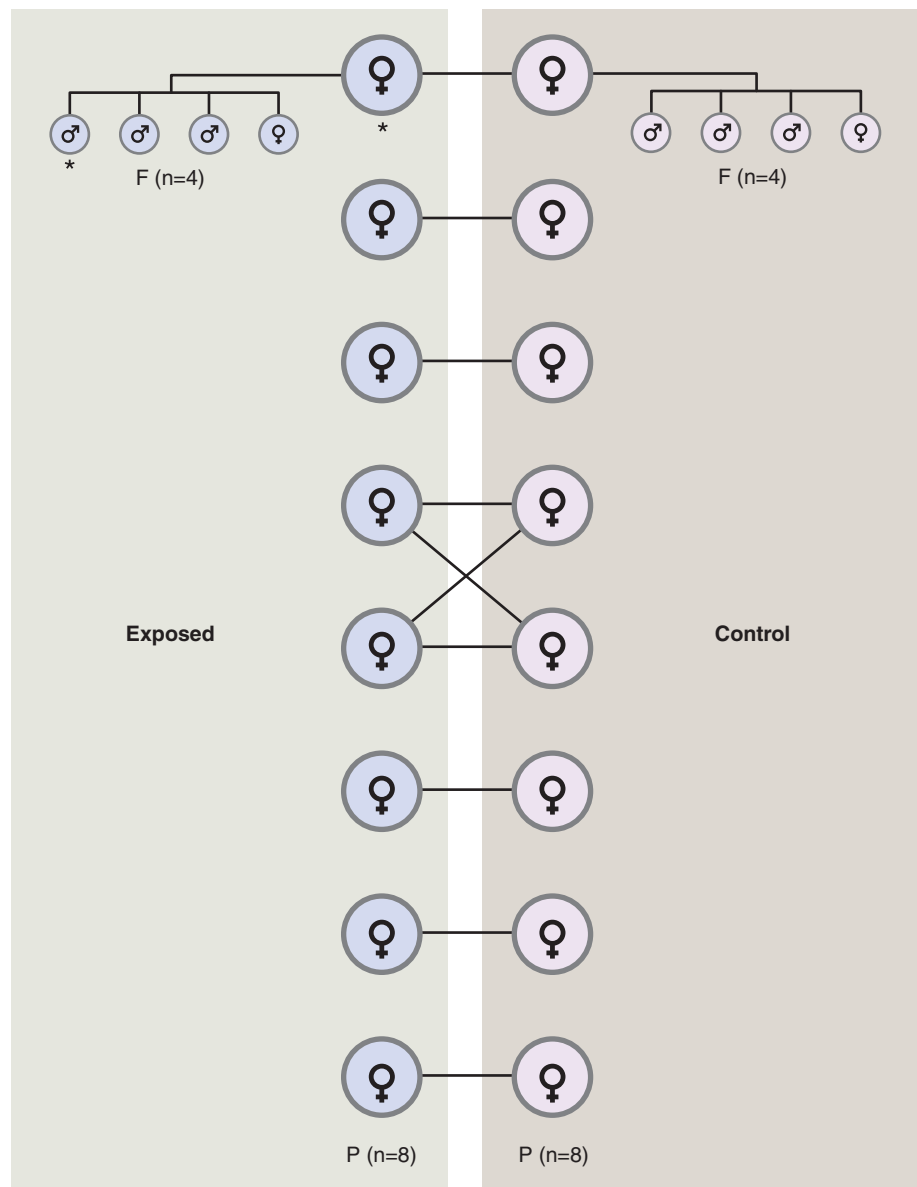 *
*
F (n=4)
F (n=4)
Exposed
Control
P (n=8)
P (n=8)